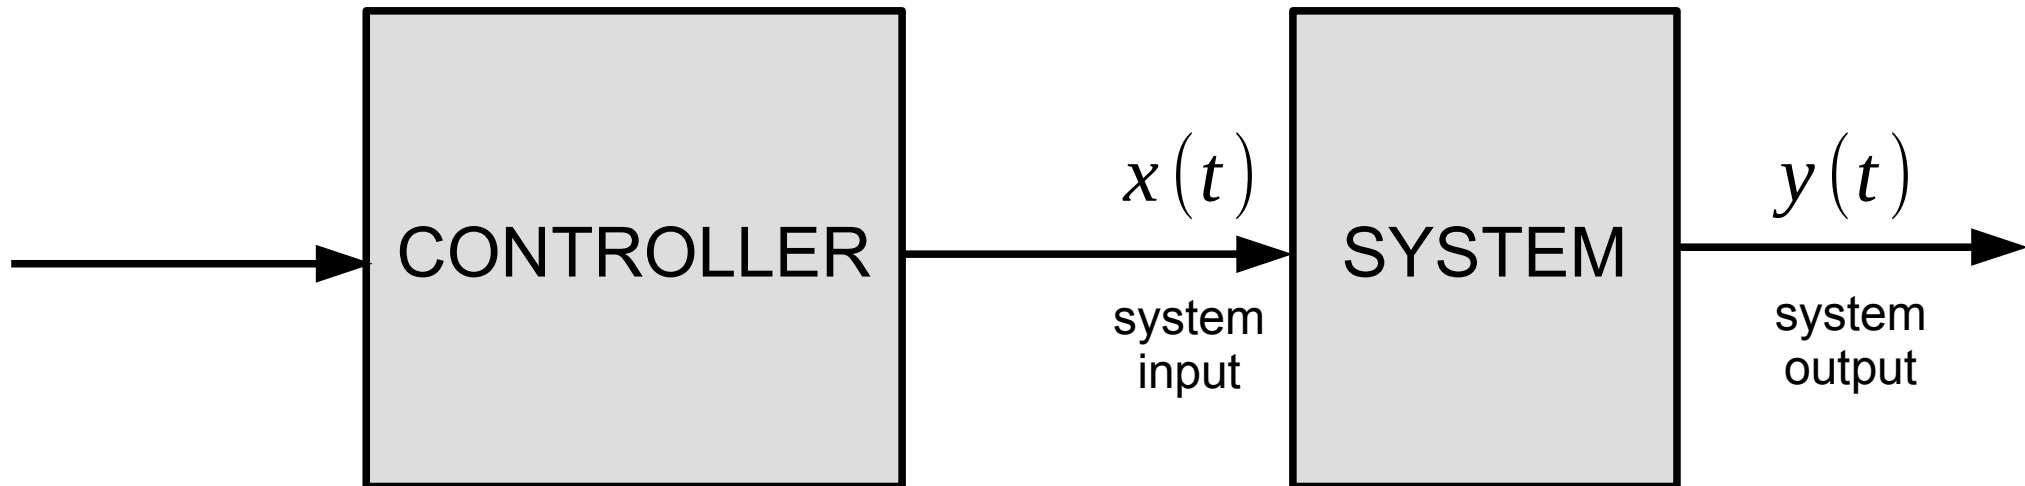 CONTROLLER
x(t)
system
input
SYSTEM
y(t)
system
output